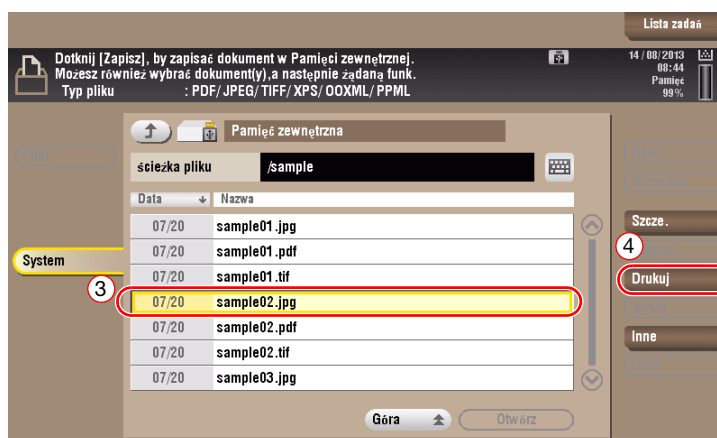 Lista zadań
Dotknij [Zapisz], by zapisać dokument w Pamięci zewnętrznej.
Możesz również wybrać dokument(y),a następnie żądaną funk.
Typ pliku : PDF/JPEG/TIFF/XPS/OOXML/PPML
14/08/2013
08:44
Pamięć
99%
Pamięć zewnętrzna
ścieżka pliku /sample
Data Nazwa
07/20 sample01.jpg
07/20 sample01.pdf
07/20 sample01.tif
07/20 sample02.jpg
07/20 sample02.pdf
07/20 sample02.tif
07/20 sample03.jpg
System
3
Szcze.
4
Drukuj
Inne
Góra Otwórz